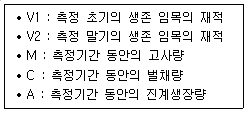 • V1 : 측정 초기의 생존 임목의 재적
• V2 : 측정 말기의 생존 임목의 재적
• M : 측정기간 동안의 고사량
• C : 측정기간 동안의 벌채량
• A : 측정기간 동안의 진계생장량